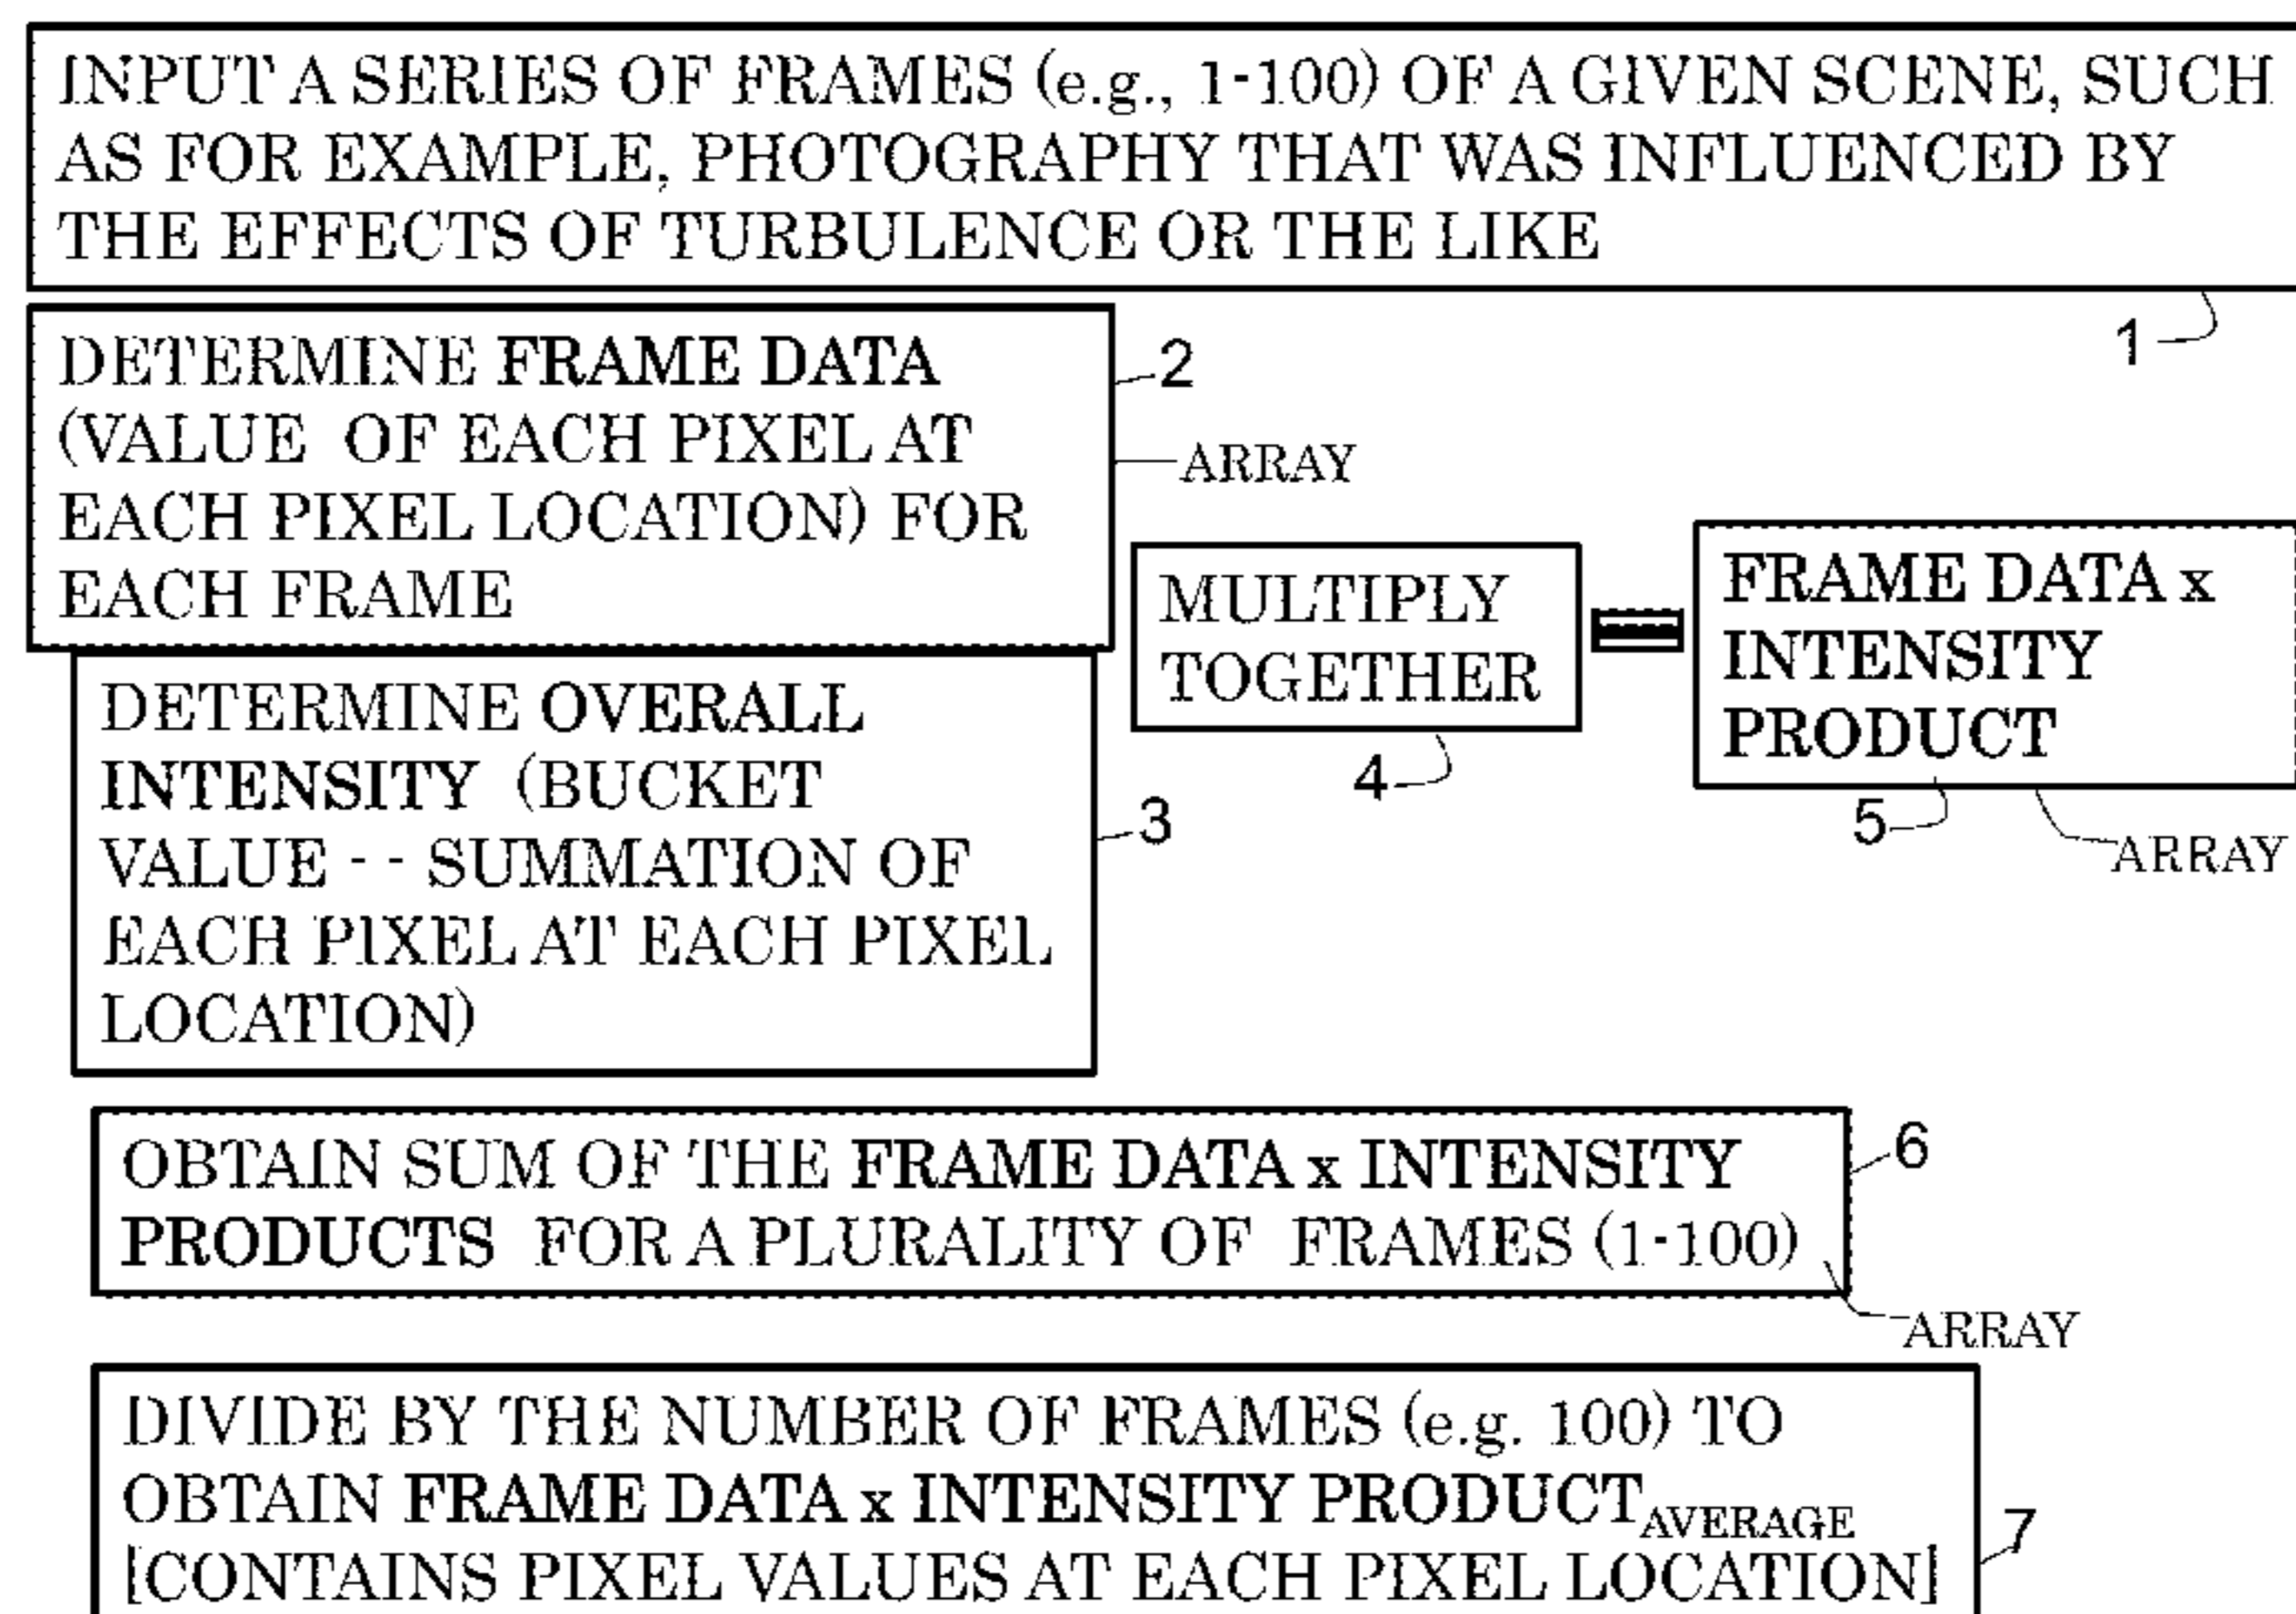 INPUT A SERIES OF FRAMES (e.g., 1-100) OF A GIVEN SCENE, SUCH
AS FOR EXAMPLE, PHOTOGRAPHY THAT WAS INFLUENCED BY
THE EFFECTS OF TURBULENCE OR THE LIKE
1
DETERMINE FRAME DATA
(VALUE OF EACH PIXEL AT
EACH PIXEL LOCATION) FOR
EACH FRAME
2
ARRAY
DETERMINE OVERALL
INTENSITY (BUCKET
VALUE - - SUMMATION OF
EACH PIXEL AT EACH PIXEL
LOCATION)
3
MULTIPLY
TOGETHER
4
=
FRAME DATA x
INTENSITY
PRODUCT
5
ARRAY
OBTAIN SUM OF THE FRAME DATA x INTENSITY
PRODUCTS FOR A PLURALITY OF FRAMES (1-100)
6
ARRAY
DIVIDE BY THE NUMBER OF FRAMES (e.g. 100) TO
OBTAIN FRAME DATA x INTENSITY PRODUCT AVERAGE
[CONTAINS PIXEL VALUES AT EACH PIXEL LOCATION]
7